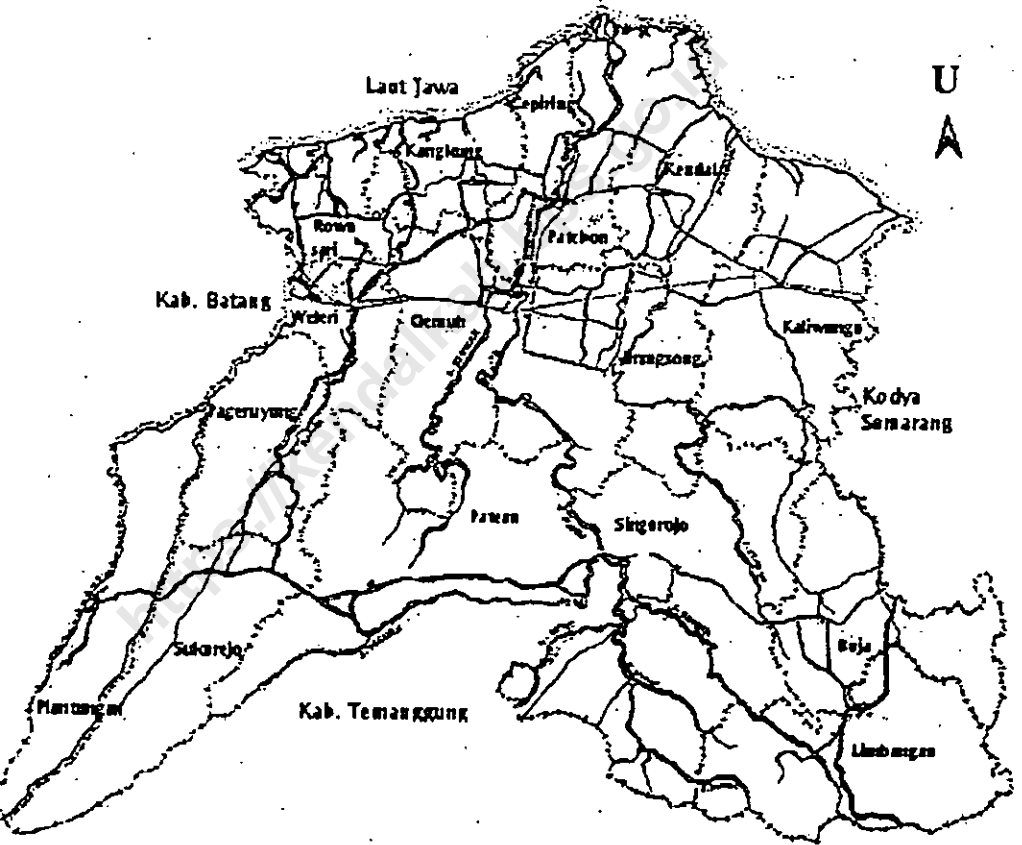 U
Laut Jawa
Cepiring
Kangkung
Kendal
Rowo
sari
Patebon
Kab. Batang
Weleri
Gemuh
Kaliwungu
Brangsong
Pageruyung
Kodya
Semarang
Patean
Singorojo
Sukorejo
Boja
Plantungan
Kab. Temanggung
Limbangan